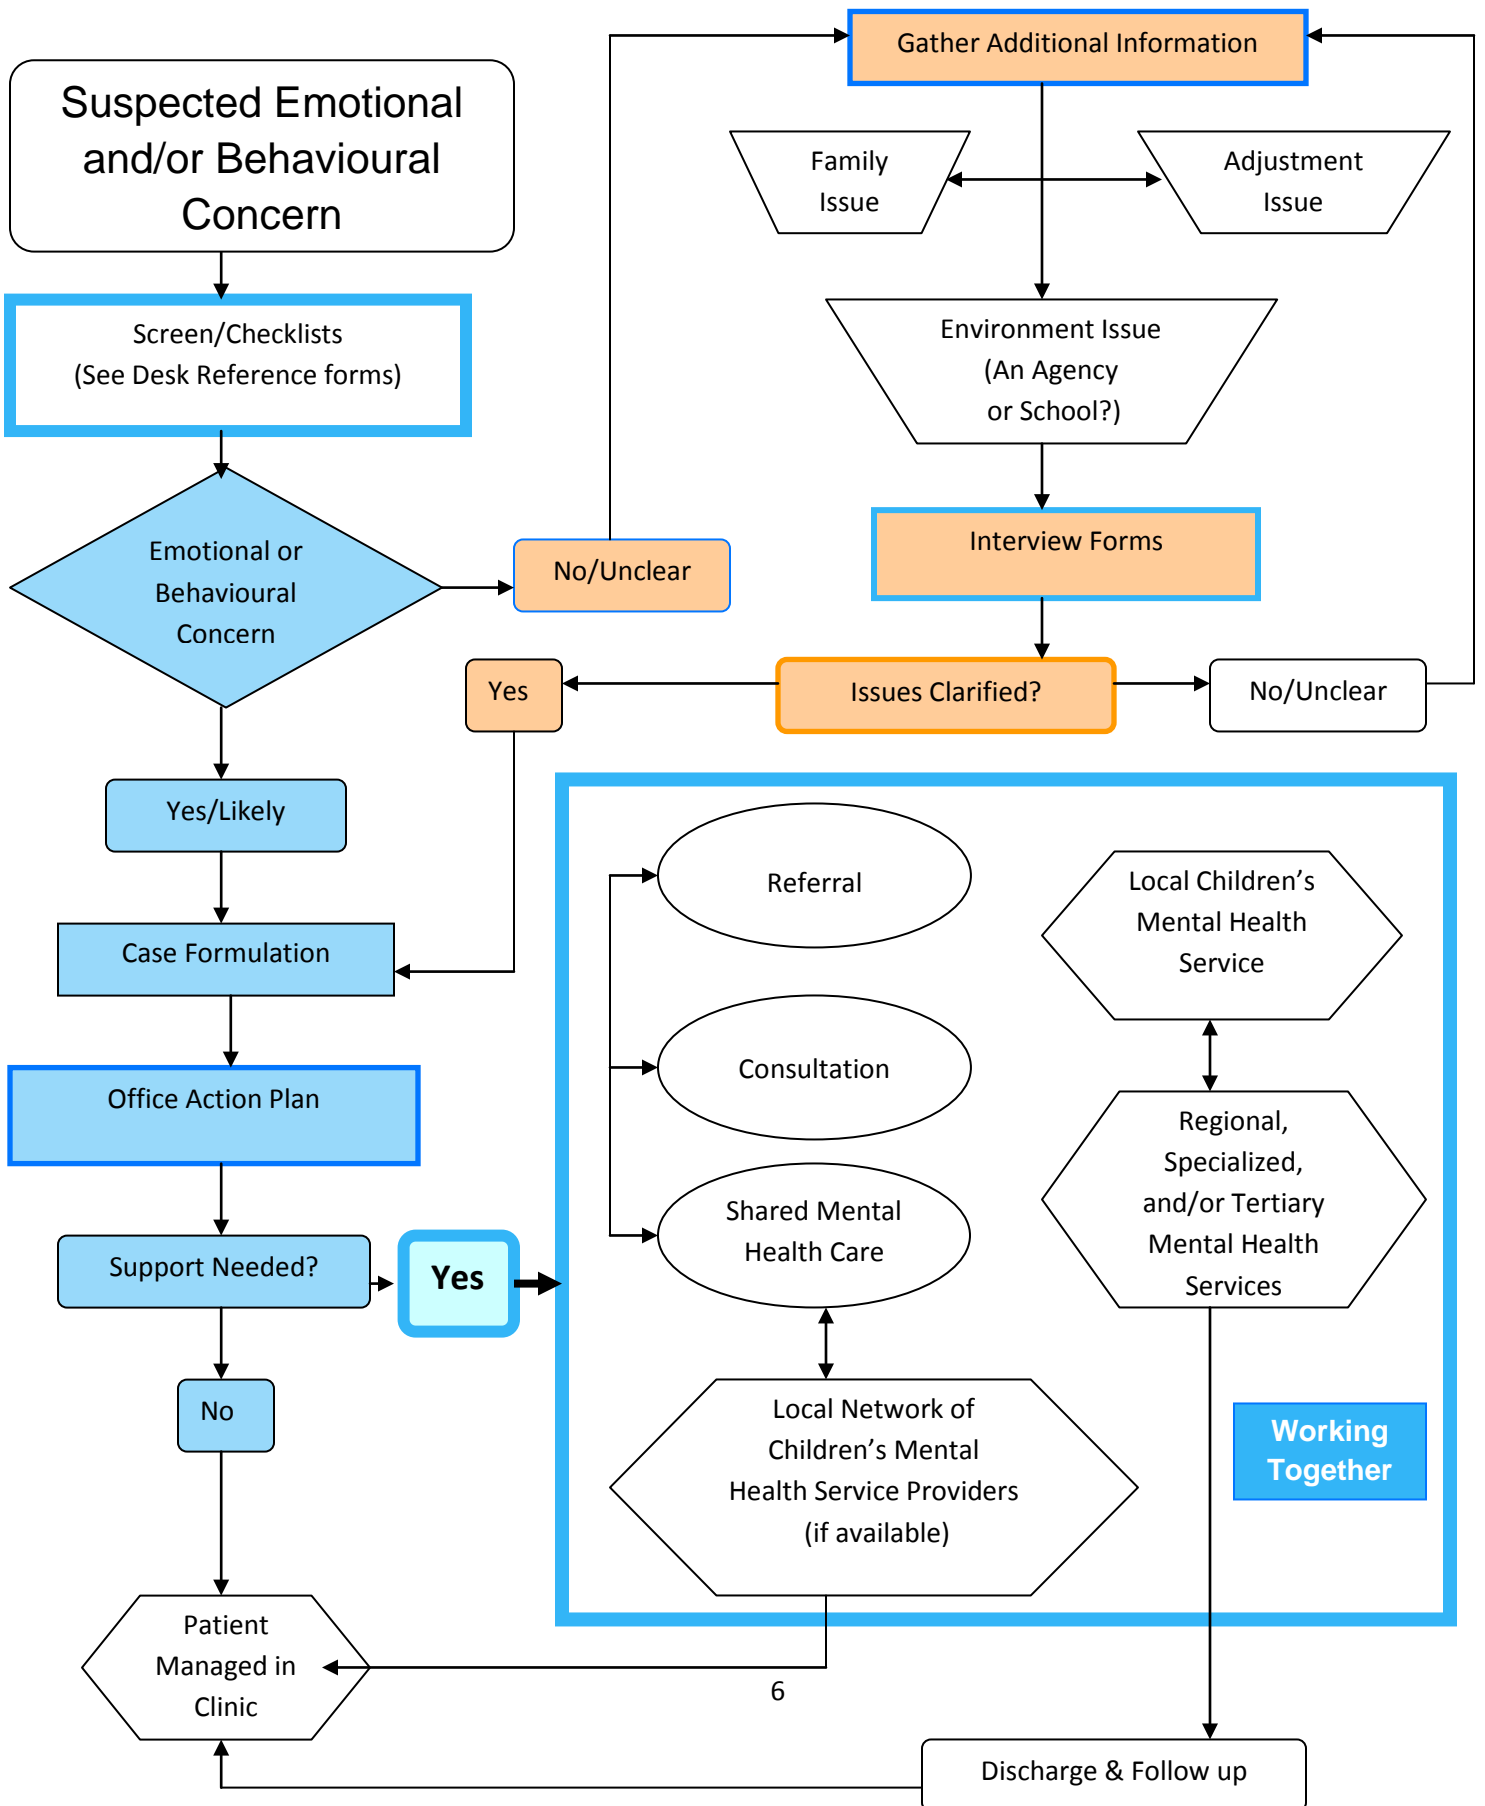 Gather Additional Information
Suspected Emotional
and/or Behavioural
Concern
Family
Issue
Adjustment
Issue
Screen/Checklists
(See Desk Reference forms)
Environment Issue
(An Agency
or School?)
Emotional or
Behavioural
Concern
No/Unclear
Interview Forms
Yes
Issues Clarified?
No/Unclear
Yes/Likely
Case Formulation
Office Action Plan
Support Needed?
Yes
No
Referral
Consultation
Shared Mental
Health Care
Local Children’s
Mental Health
Service
Regional,
Specialized,
and/or Tertiary
Mental Health
Services
Local Network of
Children’s Mental
Health Service Providers
(if available)
Working
Together
Patient
Managed in
Clinic
6
Discharge & Follow up